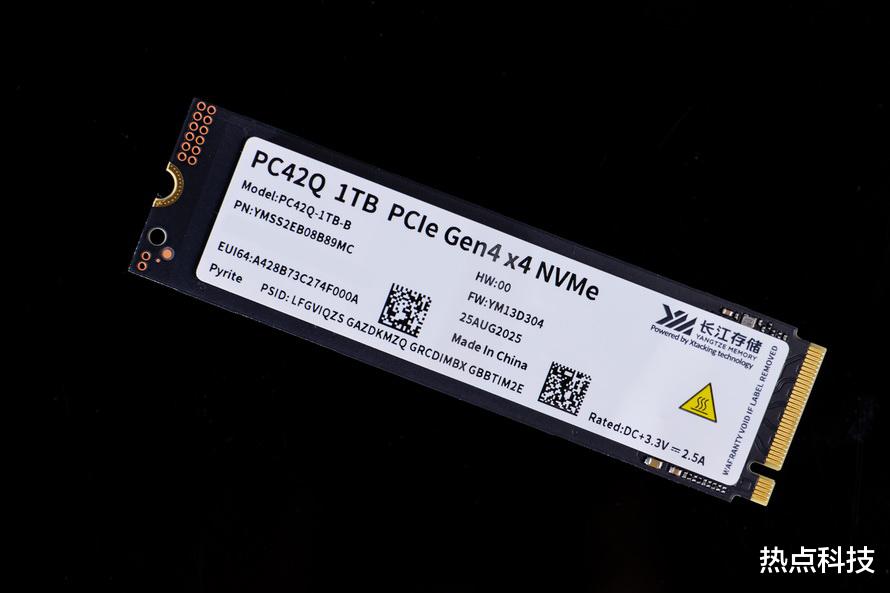 PC42Q 1TB PCIe Gen4 x4 NVMe
Model:PC42Q-1TB-B
PN:YMSS2EB08B89MC
EUI64:A428B73C274F000A
Pyrite
PSID: LFGVIQZS GAZDKMZQ GRCDIMBX GBBTIM2E
HW:00
FW:YM13D304
25AUG2025
Made In China
长江存储
YANGTZE MEMORY
Powered by Xtacking technology
Rated:DC+3.3V⎓2.5A
WARRANTY VOID IF LABEL REMOVED
热点科技